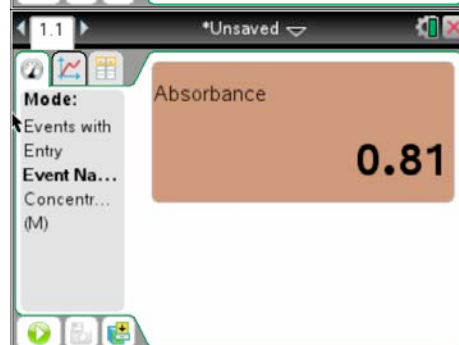 1.1
*Unsaved
Mode:
Events with
Entry
Event Na...
Concentr...
(M)
Absorbance
0.81